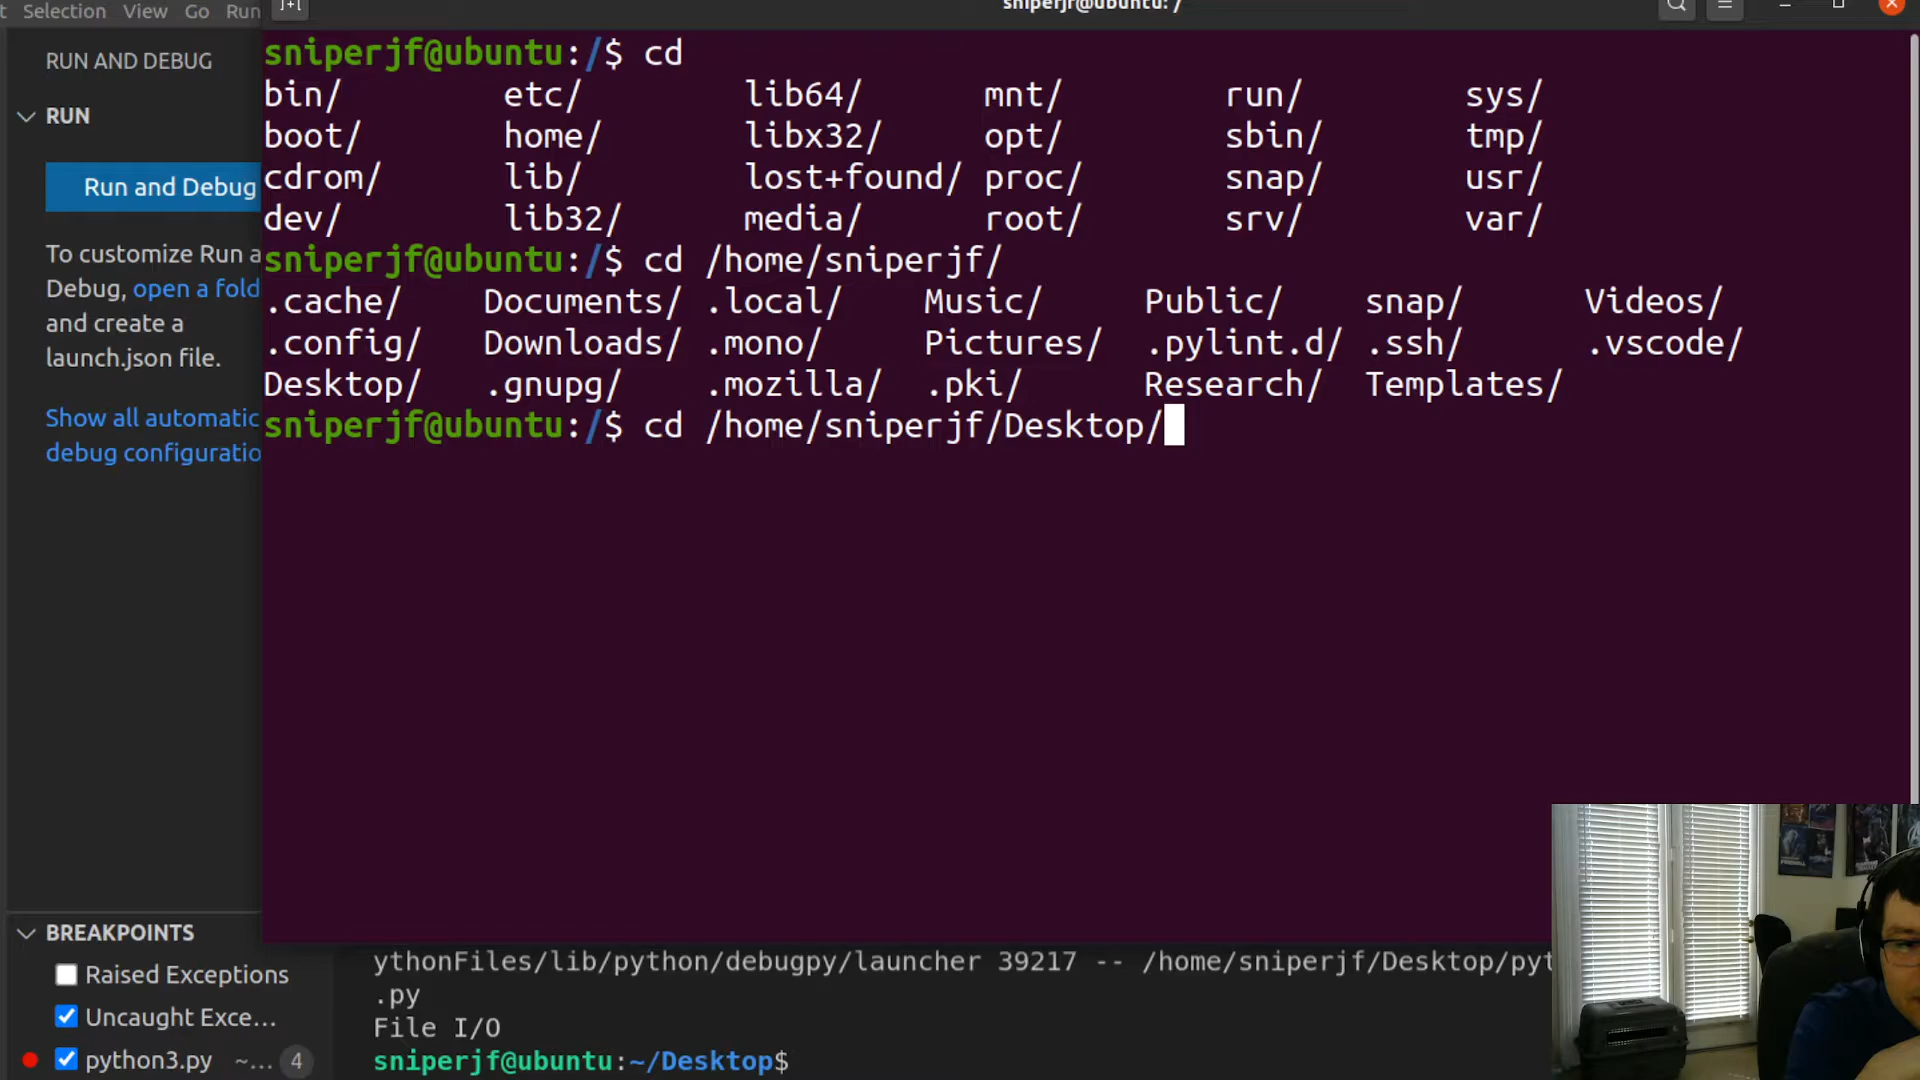 Selection View Go Run
sniperjf@ubuntu: /
RUN AND DEBUG
RUN
Run and Debug
To customize Run a
Debug, open a fold
and create a
launch.json file.
Show all automatic
debug configuratio
sniperjf@ubuntu:/$ cd
bin/ etc/ lib64/ mnt/ run/ sys/
boot/ home/ libx32/ opt/ sbin/ tmp/
cdrom/ lib/ lost+found/ proc/ snap/ usr/
dev/ lib32/ media/ root/ srv/ var/
sniperjf@ubuntu:/$ cd /home/sniperjf/
.cache/ Documents/ .local/ Music/ Public/ snap/ Videos/
.config/ Downloads/ .mono/ Pictures/ .pylint.d/ .ssh/ .vscode/
Desktop/ .gnupg/ .mozilla/ .pki/ Research/ Templates/
sniperjf@ubuntu:/$ cd /home/sniperjf/Desktop/
BREAKPOINTS
Raised Exceptions
Uncaught Exce...
python3.py ~... 4
ythonFiles/lib/python/debugpy/launcher 39217 -- /home/sniperjf/Desktop/pyt
.py
File I/O
sniperjf@ubuntu:~/Desktop$